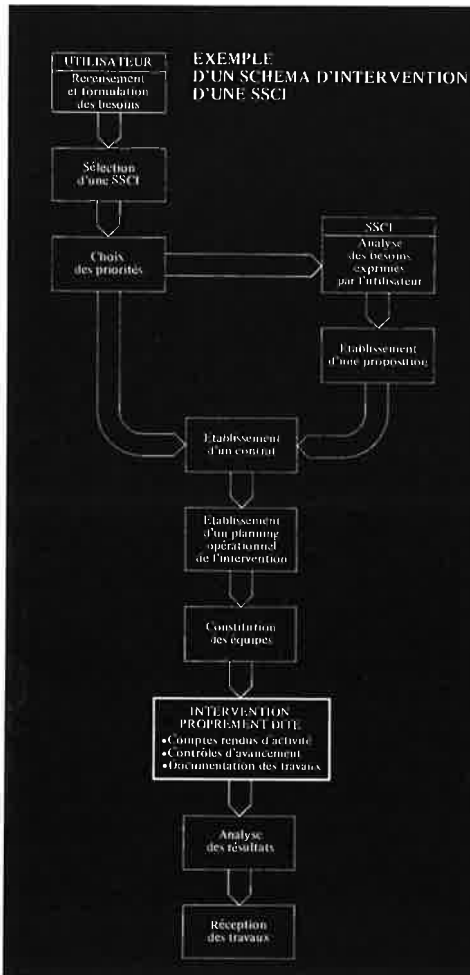 EXEMPLE
D'UN SCHEMA D'INTERVENTION
D'UNE SSCI
UTILISATEUR
Recensement
et formulation
des besoins
Sélection
d'une SSCI
Choix
des priorités
SSCI
Analyse
des besoins
exprimés
par l'utilisateur
Etablissement
d'une proposition
Etablissement
d'un contrat
Etablissement
d'un planning
opérationnel
de l'intervention
Constitution
des équipes
INTERVENTION
PROPREMENT DITE
•Comptes rendus d'activité
•Contrôles d'avancement
•Documentation des travaux
Analyse
des résultats
Réception
des travaux